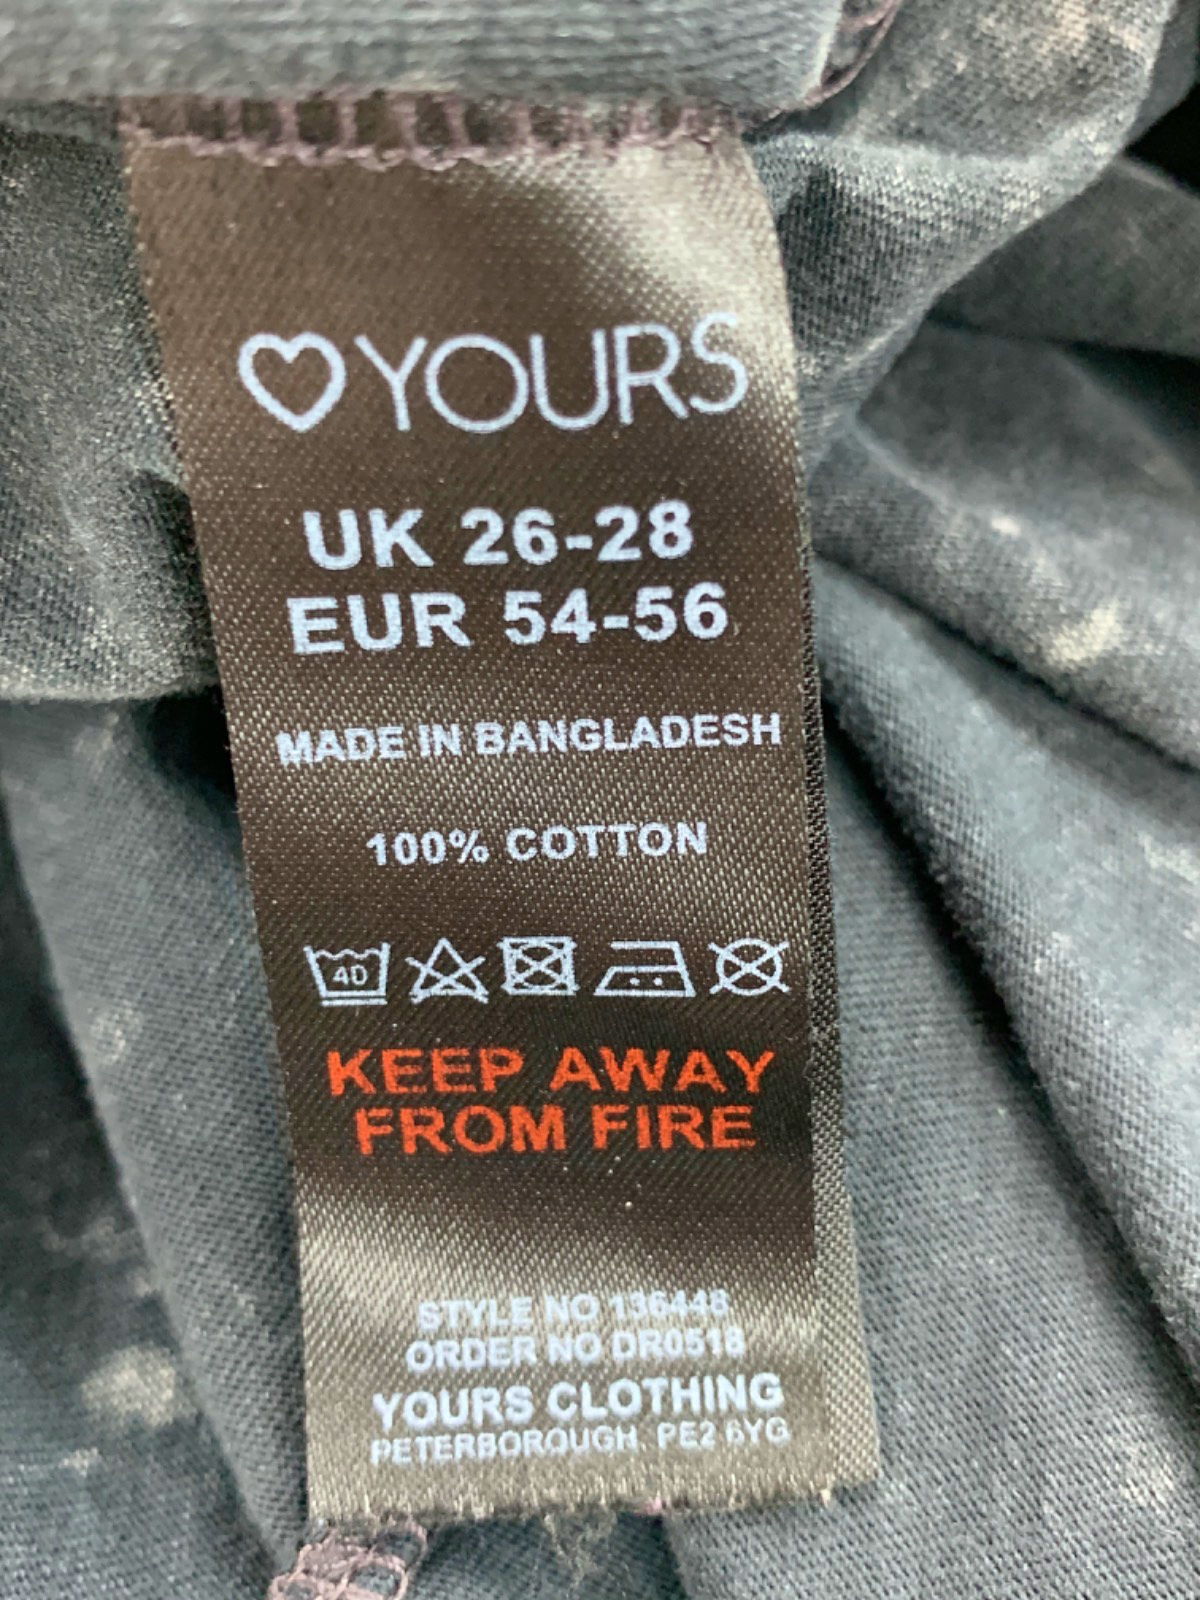 YOURS
UK 26-28
EUR 54-56
MADE IN BANGLADESH
100% COTTON
40
KEEP AWAY
FROM FIRE
STYLE NO 136448
ORDER NO DR0518
YOURS CLOTHING
PETERBOROUGH, PE2 6YG